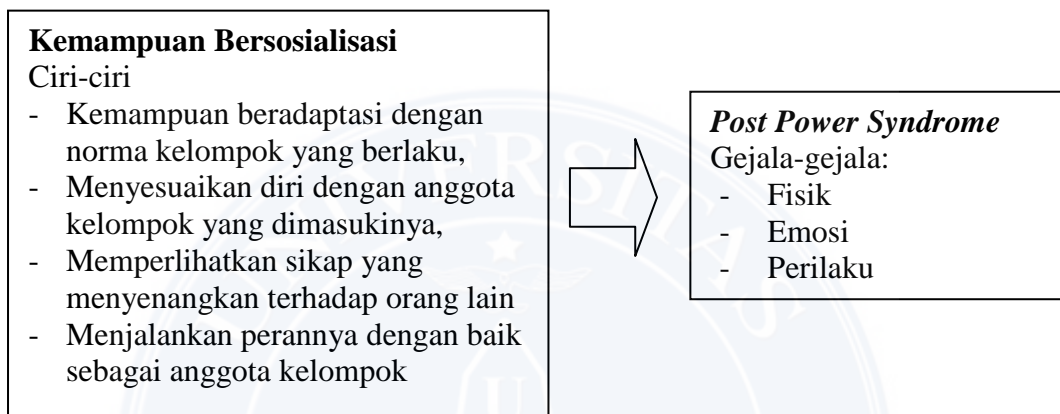 Kemampuan Bersosialisasi
Ciri-ciri
- Kemampuan beradaptasi dengan
norma kelompok yang berlaku,
- Menyesuaikan diri dengan anggota
kelompok yang dimasukinya,
- Memperlihatkan sikap yang
menyenangkan terhadap orang lain
- Menjalankan perannya dengan baik
sebagai anggota kelompok
Post Power Syndrome
Gejala-gejala:
- Fisik
- Emosi
- Perilaku
UNIVERSITAS
U